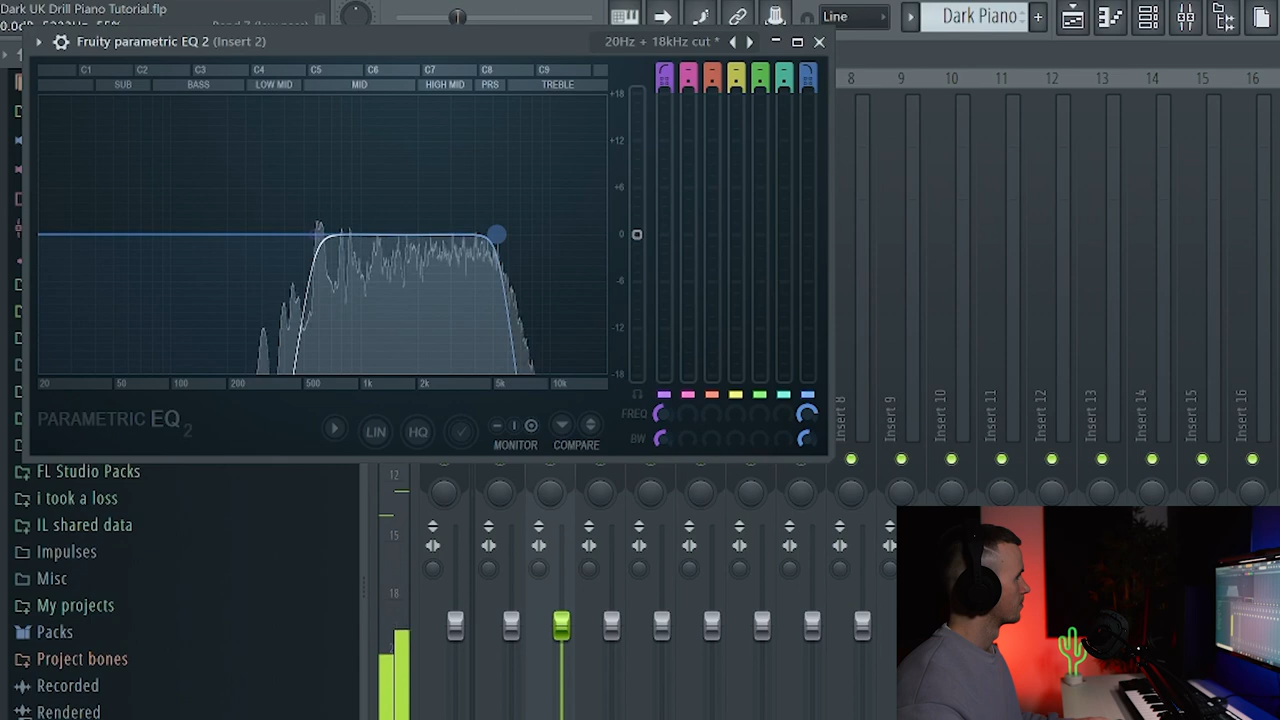 Dark UK Drill Piano Tutorial.flp
Line
Dark Piano
Fruity parametric EQ 2 (Insert 2)
20Hz + 18kHz cut *
C1 C2 C3 C4 C5 C6 C7 C8 C9
SUB BASS LOW MID MID HIGH MID PRS TREBLE
+18
+12
+6
0
-6
-12
-18
20 50 100 200 500 1k 2k 5k 10k
PARAMETRIC EQ 2
LIN HQ
MONITOR COMPARE
FREQ
BW
8 9 10 11 12 13 14 15 16
Insert 8
Insert 9
Insert 10
Insert 11
Insert 12
Insert 13
Insert 14
Insert 15
Insert 16
12
15
18
FL Studio Packs
i took a loss
IL shared data
Impulses
Misc
My projects
Packs
Project bones
Recorded
Rendered